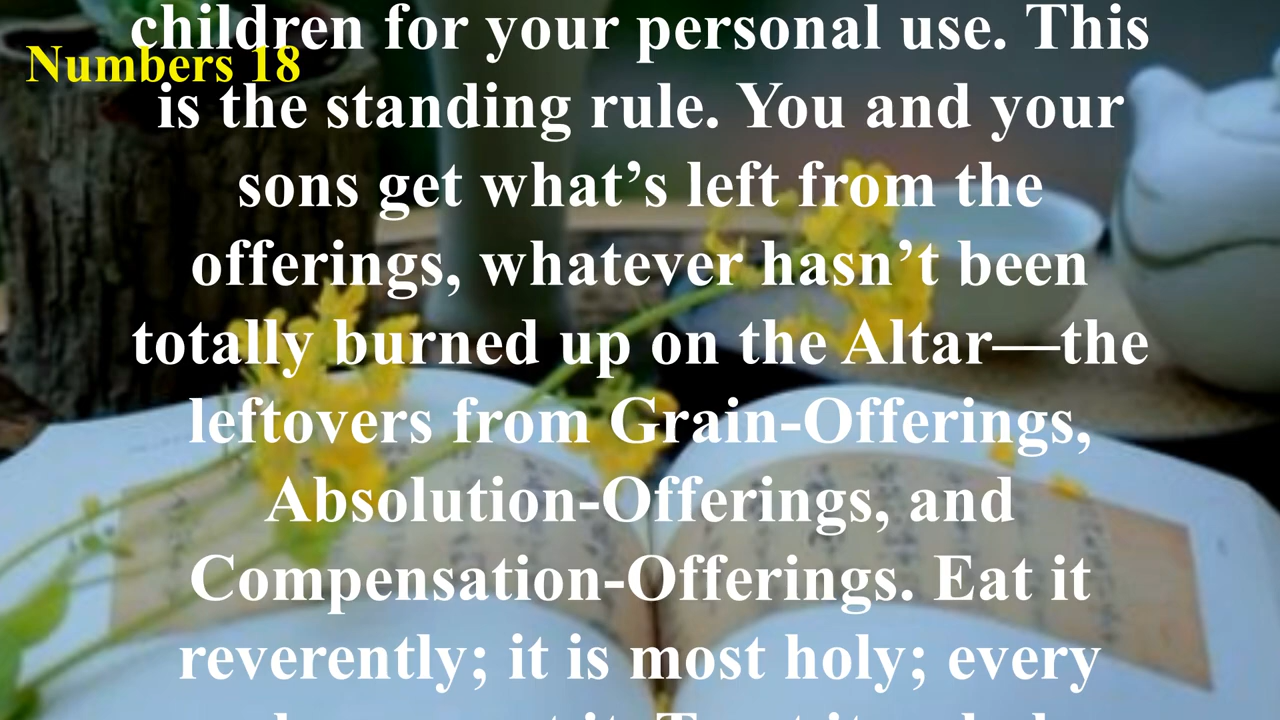 children for your personal use. This
Numbers 18
is the standing rule. You and your
sons get what’s left from the
offerings, whatever hasn’t been
totally burned up on the Altar—the
leftovers from Grain-Offerings,
Absolution-Offerings, and
Compensation-Offerings. Eat it
reverently; it is most holy; every